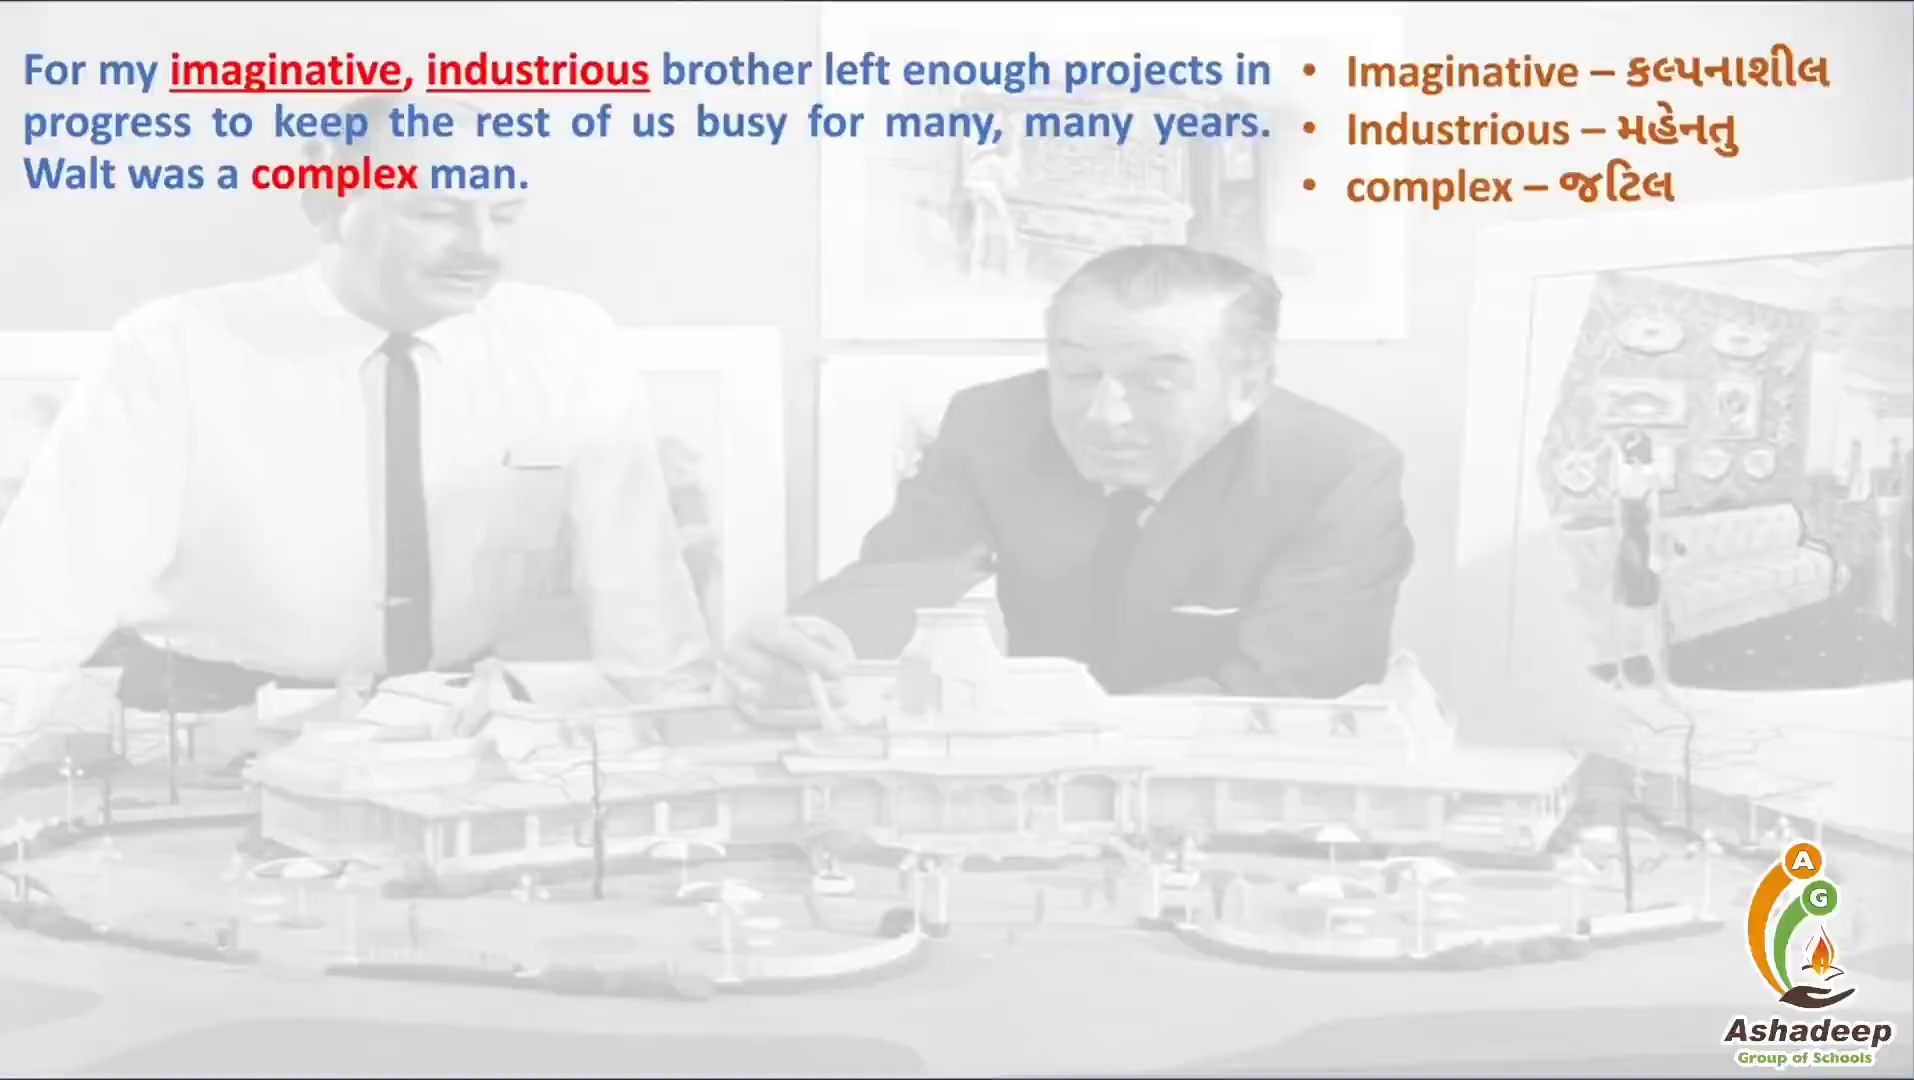 For my imaginative, industrious brother left enough projects in
progress to keep the rest of us busy for many, many years.
Walt was a complex man.
• Imaginative – કલ્પનાશીલ
• Industrious – મહેનતુ
• complex – જટિલ
A
G
Ashadeep
Group of Schools